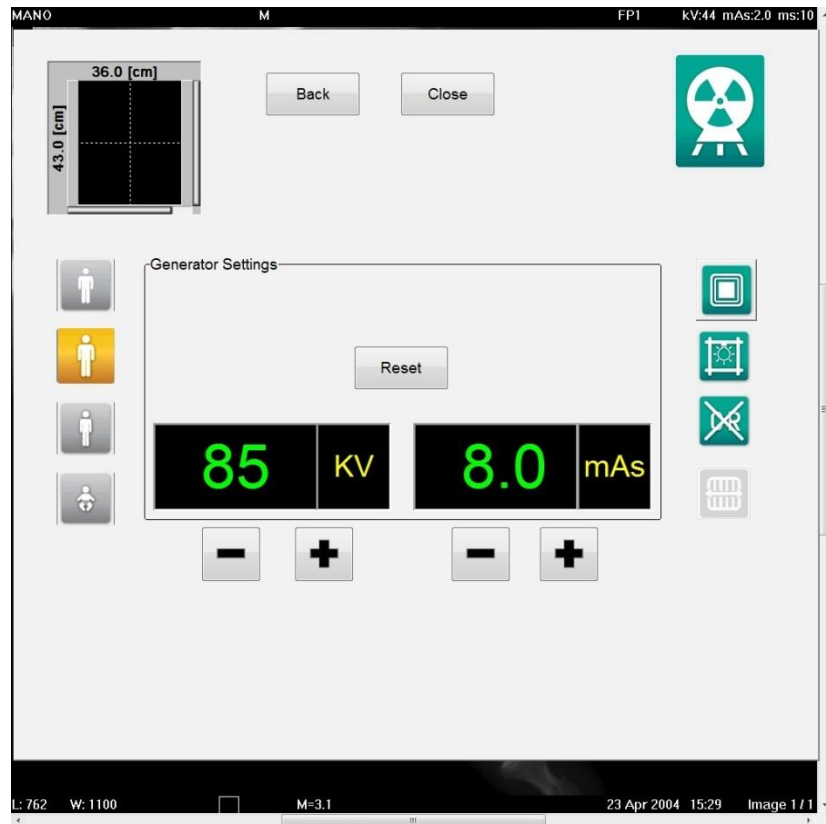 MANO M FP1 kV:44 mAs:2.0 ms:10
36.0 [cm]
43.0 [cm]
Back Close
Generator Settings
Reset
85 KV 8.0 mAs
L: 762 W: 1100 M=3.1 23 Apr 2004 15:29 Image 1 / 1